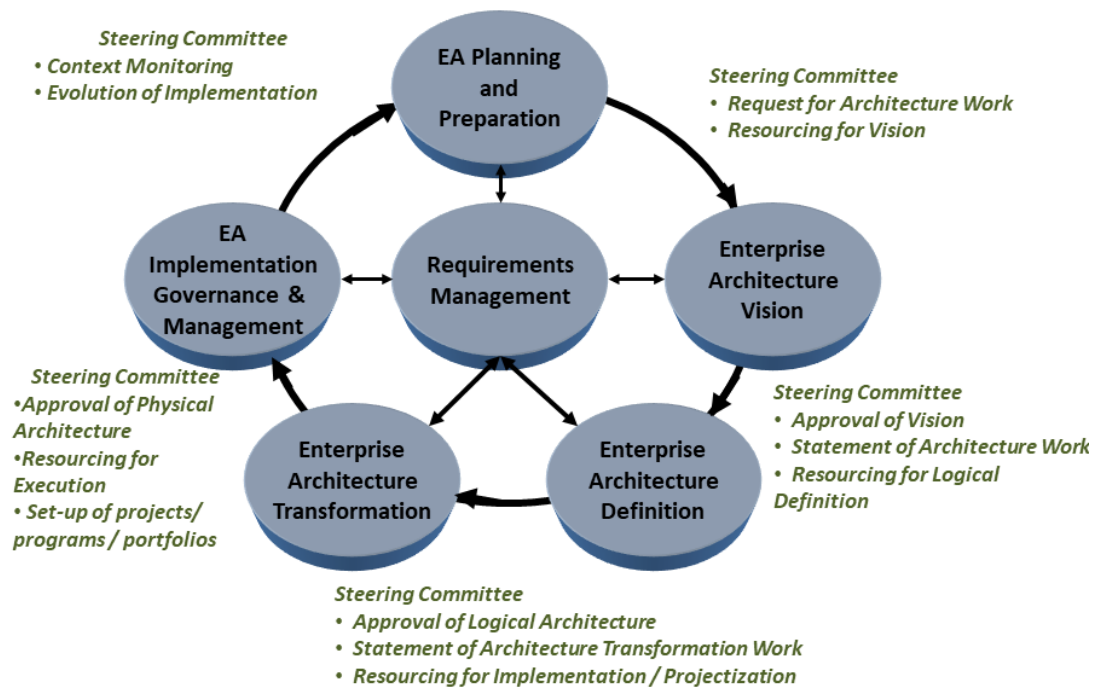 Steering Committee
• Context Monitoring
• Evolution of Implementation
EA Planning
and
Preparation
Steering Committee
• Request for Architecture Work
• Resourcing for Vision
EA
Implementation
Governance &
Management
Requirements
Management
Enterprise
Architecture
Vision
Steering Committee
•Approval of Physical
Architecture
•Resourcing for
Execution
• Set-up of projects/
programs / portfolios
Enterprise
Architecture
Transformation
Enterprise
Architecture
Definition
Steering Committee
• Approval of Vision
• Statement of Architecture Work
• Resourcing for Logical
Definition
Steering Committee
• Approval of Logical Architecture
• Statement of Architecture Transformation Work
• Resourcing for Implementation / Projectization